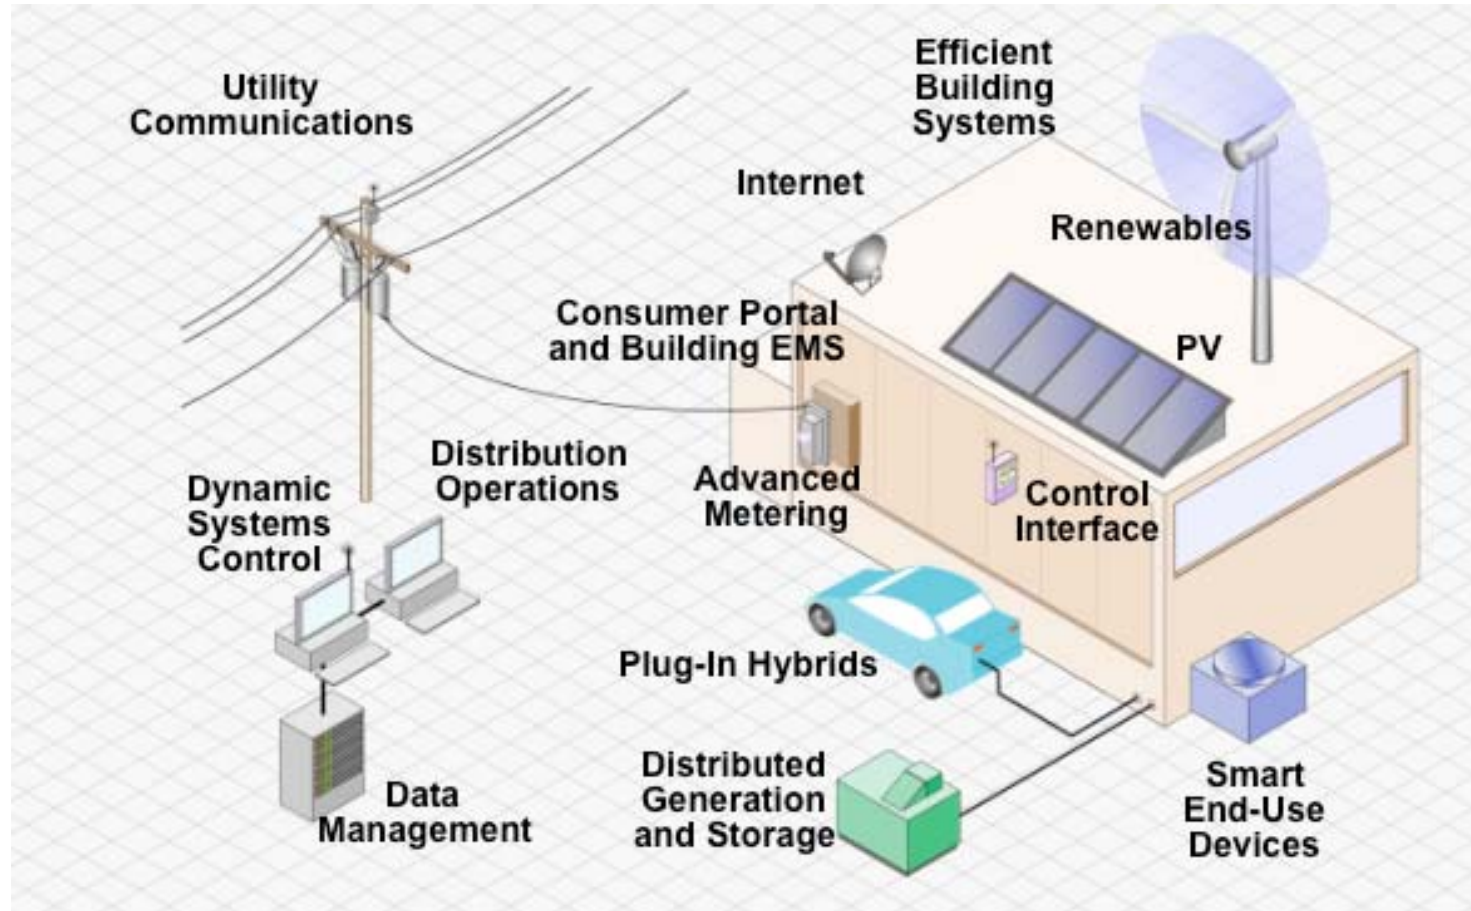 Utility
Communications
Efficient
Building
Systems
Internet
Renewables
Consumer Portal
and Building EMS
PV
Distribution
Operations
Advanced
Metering
Dynamic
Systems
Control
Control
Interface
Plug-In Hybrids
Distributed
Generation
and Storage
Smart
End-Use
Devices
Data
Management